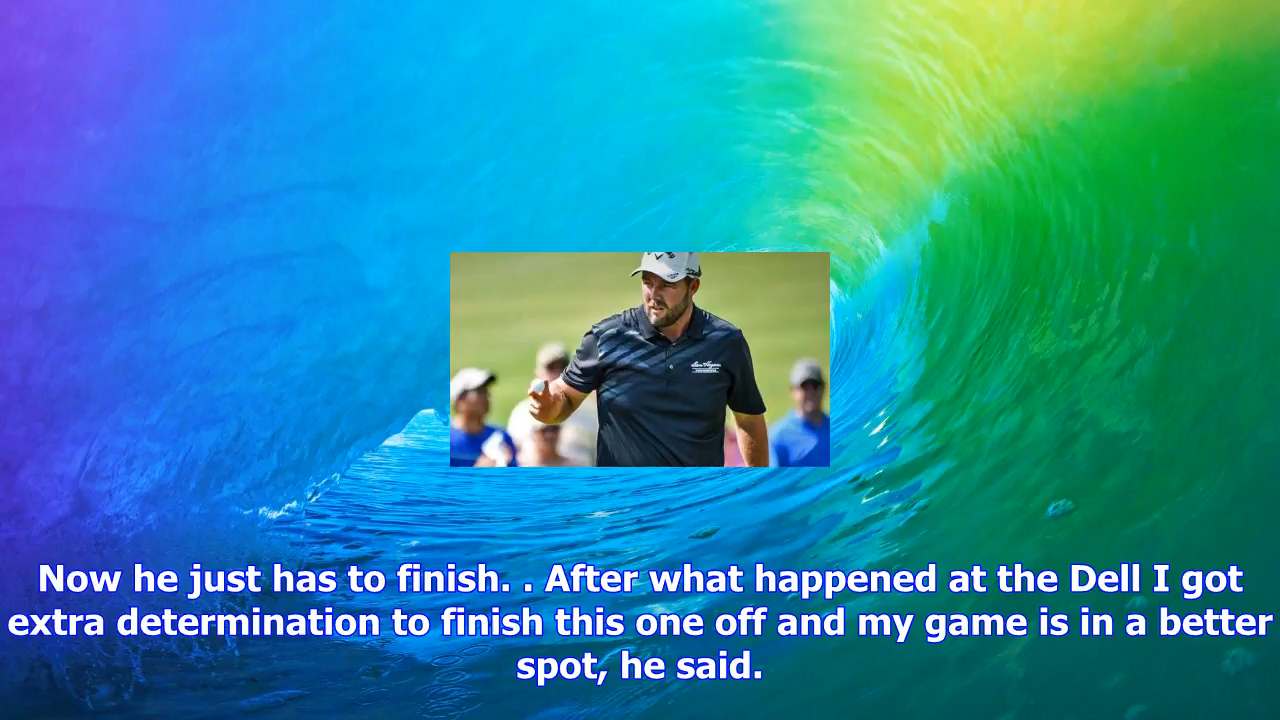 Now he just has to finish. . After what happened at the Dell I got
extra determination to finish this one off and my game is in a better
spot, he said.